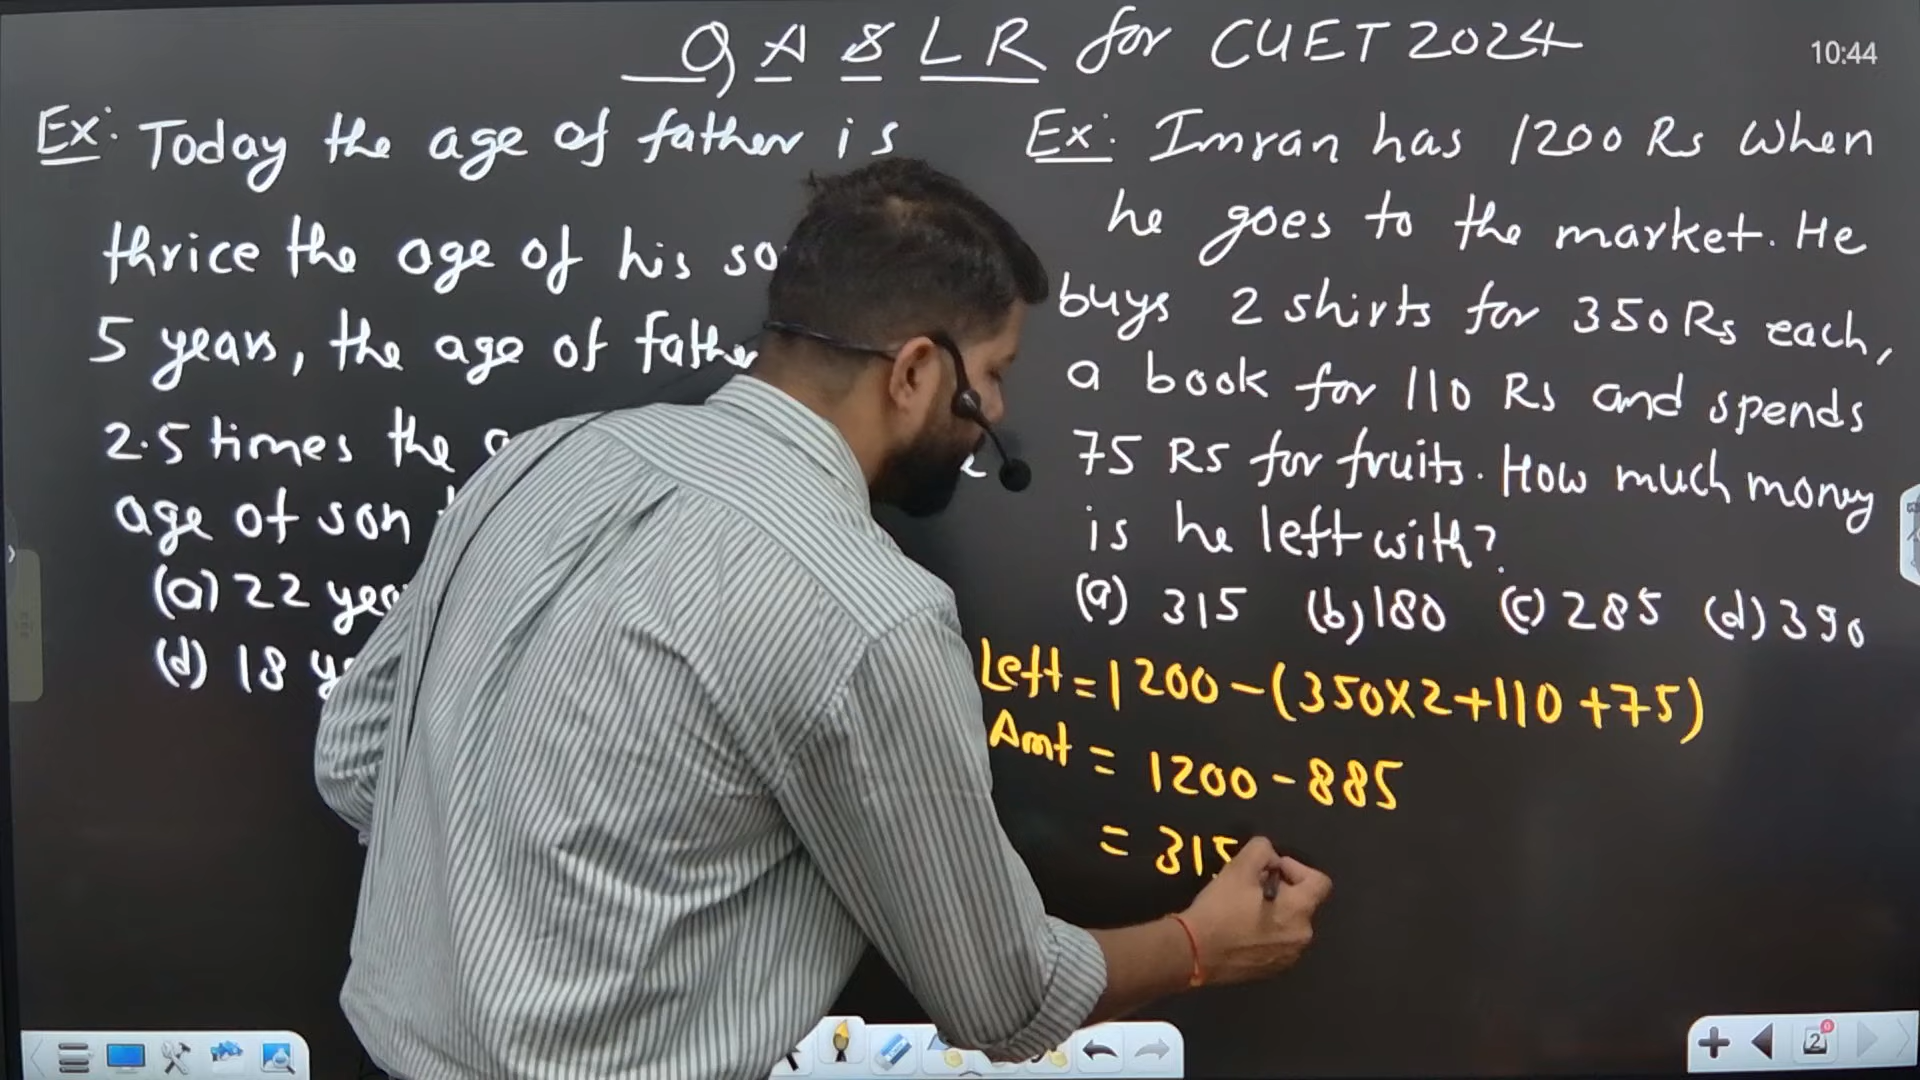 Q A & L R for CUET 2024
10:44
Ex: Today the age of father is
thrice the age of his
5 years, the age of father
2.5 times the
age of son
(a) 22
(d) 18
Ex: Imran has 1200 Rs When
he goes to the market. He
buys 2 shirts for 350 Rs each,
a book for 110 Rs and spends
75 Rs for fruits. How much money
is he left with?
(a) 315 (b) 180 (c) 285 (d) 390
Left = 1200 - (350x2+110+75)
Amt = 1200 - 885
= 315
2